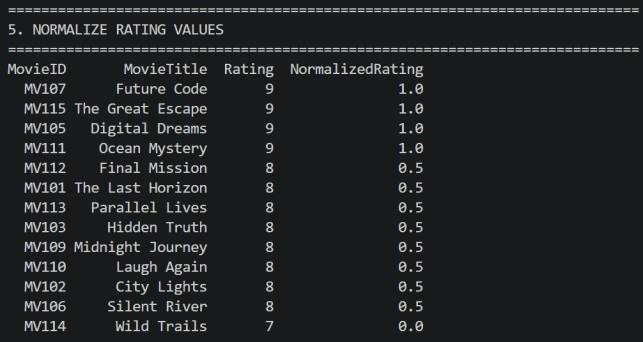 ================================================================================
5. NORMALIZE RATING VALUES
================================================================================
MovieID       MovieTitle  Rating  NormalizedRating
  MV107      Future Code       9               1.0
  MV115 The Great Escape       9               1.0
  MV105   Digital Dreams       9               1.0
  MV111    Ocean Mystery       9               1.0
  MV112    Final Mission       8               0.5
  MV101 The Last Horizon       8               0.5
  MV113   Parallel Lives       8               0.5
  MV103     Hidden Truth       8               0.5
  MV109 Midnight Journey       8               0.5
  MV110      Laugh Again       8               0.5
  MV102      City Lights       8               0.5
  MV106     Silent River       8               0.5
  MV114      Wild Trails       7               0.0